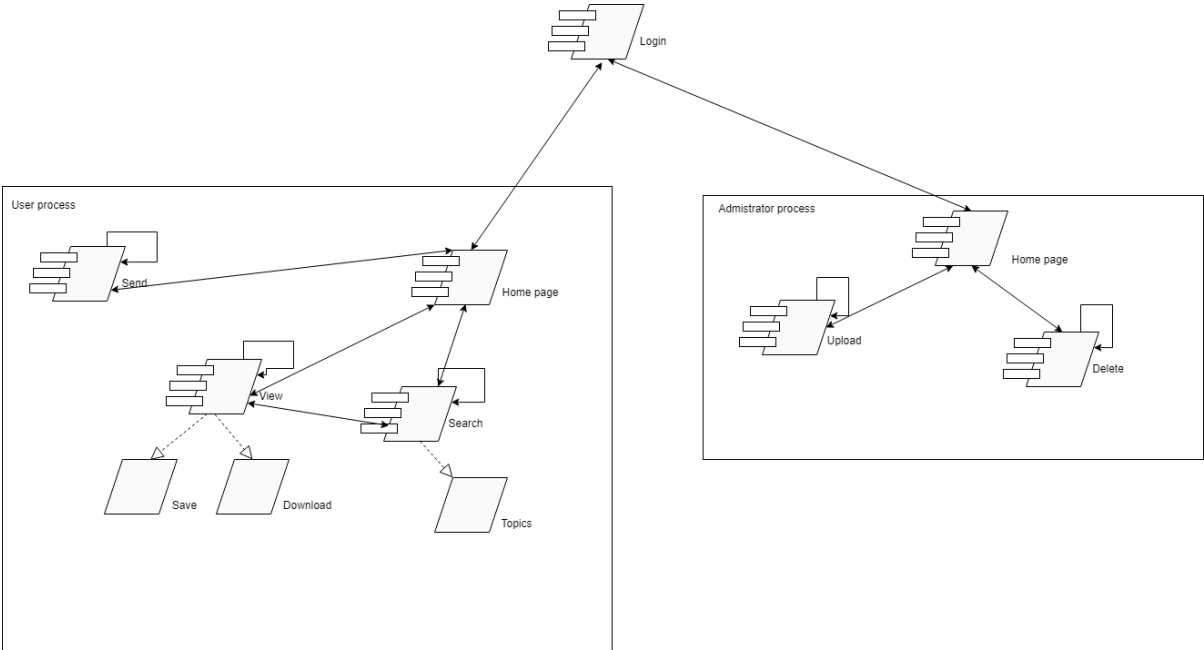 Login
User process
Admistrator process
Send
Home page
Home page
Upload
Delete
View
Search
Save
Download
Topics